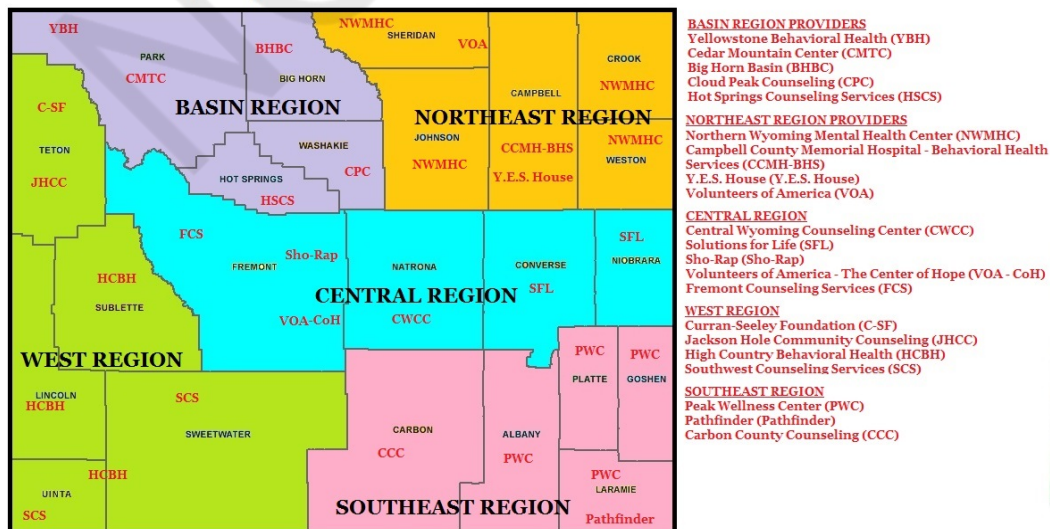 YBH
PARK
CMTC
BHBC
BIG HORN
BASIN REGION
WASHAKIE
CPC
HOT SPRINGS
HSCS
NWMHC
SHERIDAN
VOA
CROOK
NWMHC
CAMPBELL
NORTHEAST REGION
JOHNSON
NWMHC
CCMH-BHS
Y.E.S. House
NWMHC
WESTON
C-SF
TETON
JHCC
FCS
Sho-Rap
FREMONT
VOA-CoH
NATRONA
CENTRAL REGION
CWCC
CONVERSE
SFL
SFL
NIOBRARA
HCBH
SUBLETTE
WEST REGION
LINCOLN
HCBH
SCS
SWEETWATER
HCBH
UINTA
SCS
CARBON
CCC
ALBANY
PWC
PWC
PLATTE
PWC
GOSHEN
PWC
LARAMIE
Pathfinder
SOUTHEAST REGION
BASIN REGION PROVIDERS
Yellowstone Behavioral Health (YBH)
Cedar Mountain Center (CMTC)
Big Horn Basin (BHBC)
Cloud Peak Counseling (CPC)
Hot Springs Counseling Services (HSCS)
NORTHEAST REGION PROVIDERS
Northern Wyoming Mental Health Center (NWMHC)
Campbell County Memorial Hospital - Behavioral Health
Services (CCMH-BHS)
Y.E.S. House (Y.E.S. House)
Volunteers of America (VOA)
CENTRAL REGION
Central Wyoming Counseling Center (CWCC)
Solutions for Life (SFL)
Sho-Rap (Sho-Rap)
Volunteers of America - The Center of Hope (VOA - CoH)
Fremont Counseling Services (FCS)
WEST REGION
Curran-Seeley Foundation (C-SF)
Jackson Hole Community Counseling (JHCC)
High Country Behavioral Health (HCBH)
Southwest Counseling Services (SCS)
SOUTHEAST REGION
Peak Wellness Center (PWC)
Pathfinder (Pathfinder)
Carbon County Counseling (CCC)